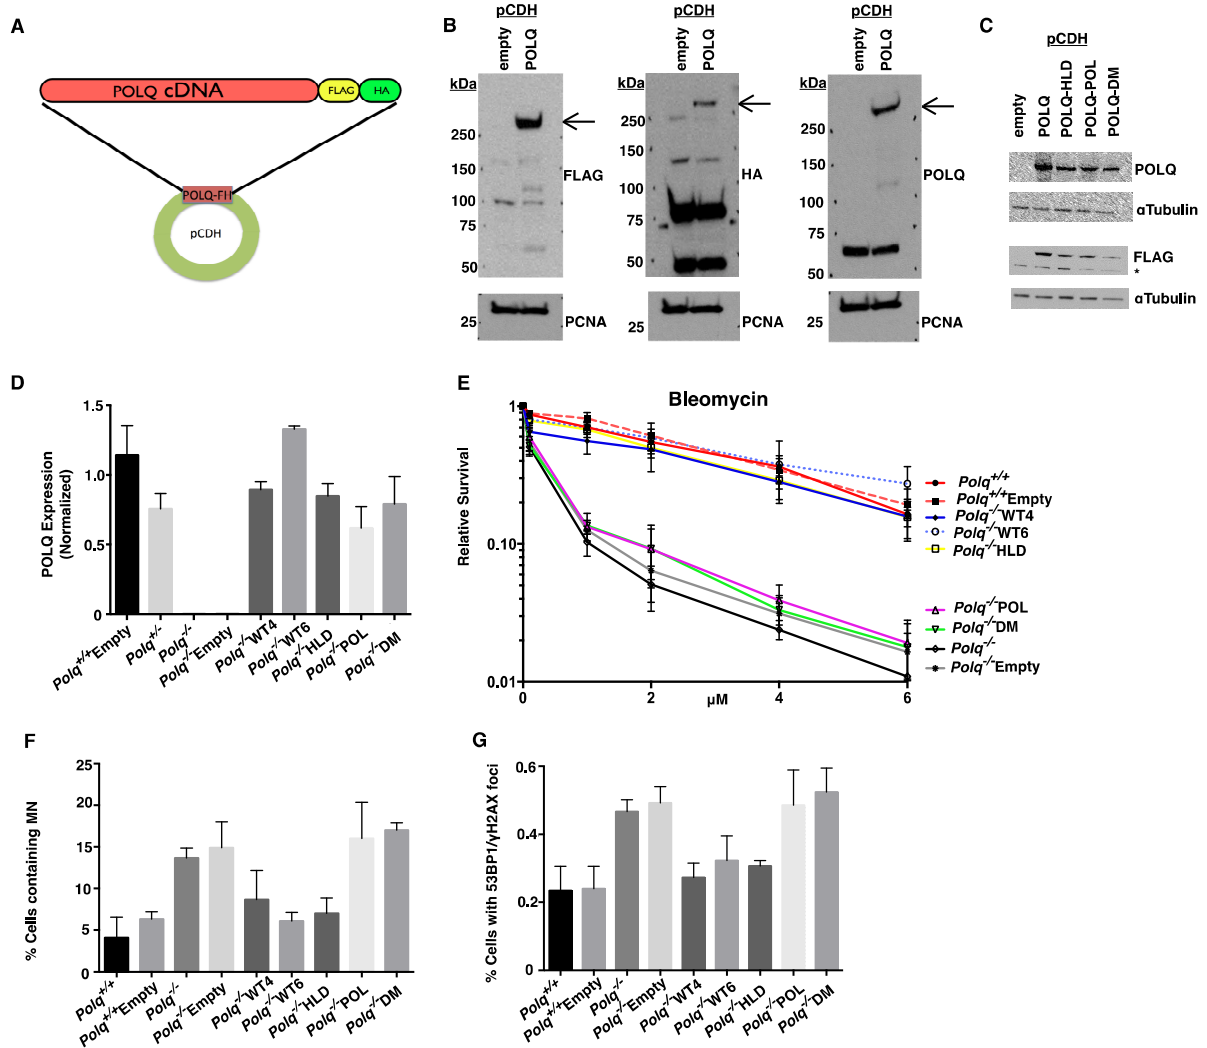 A
POLQ cDNA
FLAG
HA
POLQ-FH
pCDH
B
pCDH
empty
POLQ
kDa
250
150
100
75
50
25
FLAG
PCNA
pCDH
empty
POLQ
kDa
250
150
100
75
50
25
HA
PCNA
pCDH
empty
POLQ
kDa
250
150
100
75
50
25
POLQ
PCNA
C
pCDH
empty
POLQ
POLQ-HLD
POLQ-POL
POLQ-DM
POLQ
αTubulin
FLAG
*
αTubulin
D
POLQ Expression
(Normalized)
1.5
1.0
0.5
0
Polq+/+Empty
Polq+/-
Polq-/-
Polq-/-Empty
Polq-/-WT4
Polq-/-WT6
Polq-/-HLD
Polq-/-POL
Polq-/-DM
E
Bleomycin
Relative Survival
1
0.10
0.01
0
2
4
6
µM
Polq+/+
Polq+/+Empty
Polq-/-WT4
Polq-/-WT6
Polq-/-HLD
Polq-/-POL
Polq-/-DM
Polq-/-
Polq-/-Empty
F
% Cells containing MN
25
20
15
10
5
0
Polq+/+
Polq+/+Empty
Polq-/-
Polq-/-Empty
Polq-/-WT4
Polq-/-WT6
Polq-/-HLD
Polq-/-POL
Polq-/-DM
G
% Cells with 53BP1/γH2AX foci
0.6
0.4
0.2
0
Polq+/+
Polq+/+Empty
Polq-/-
Polq-/-Empty
Polq-/-WT4
Polq-/-WT6
Polq-/-HLD
Polq-/-POL
Polq-/-DM